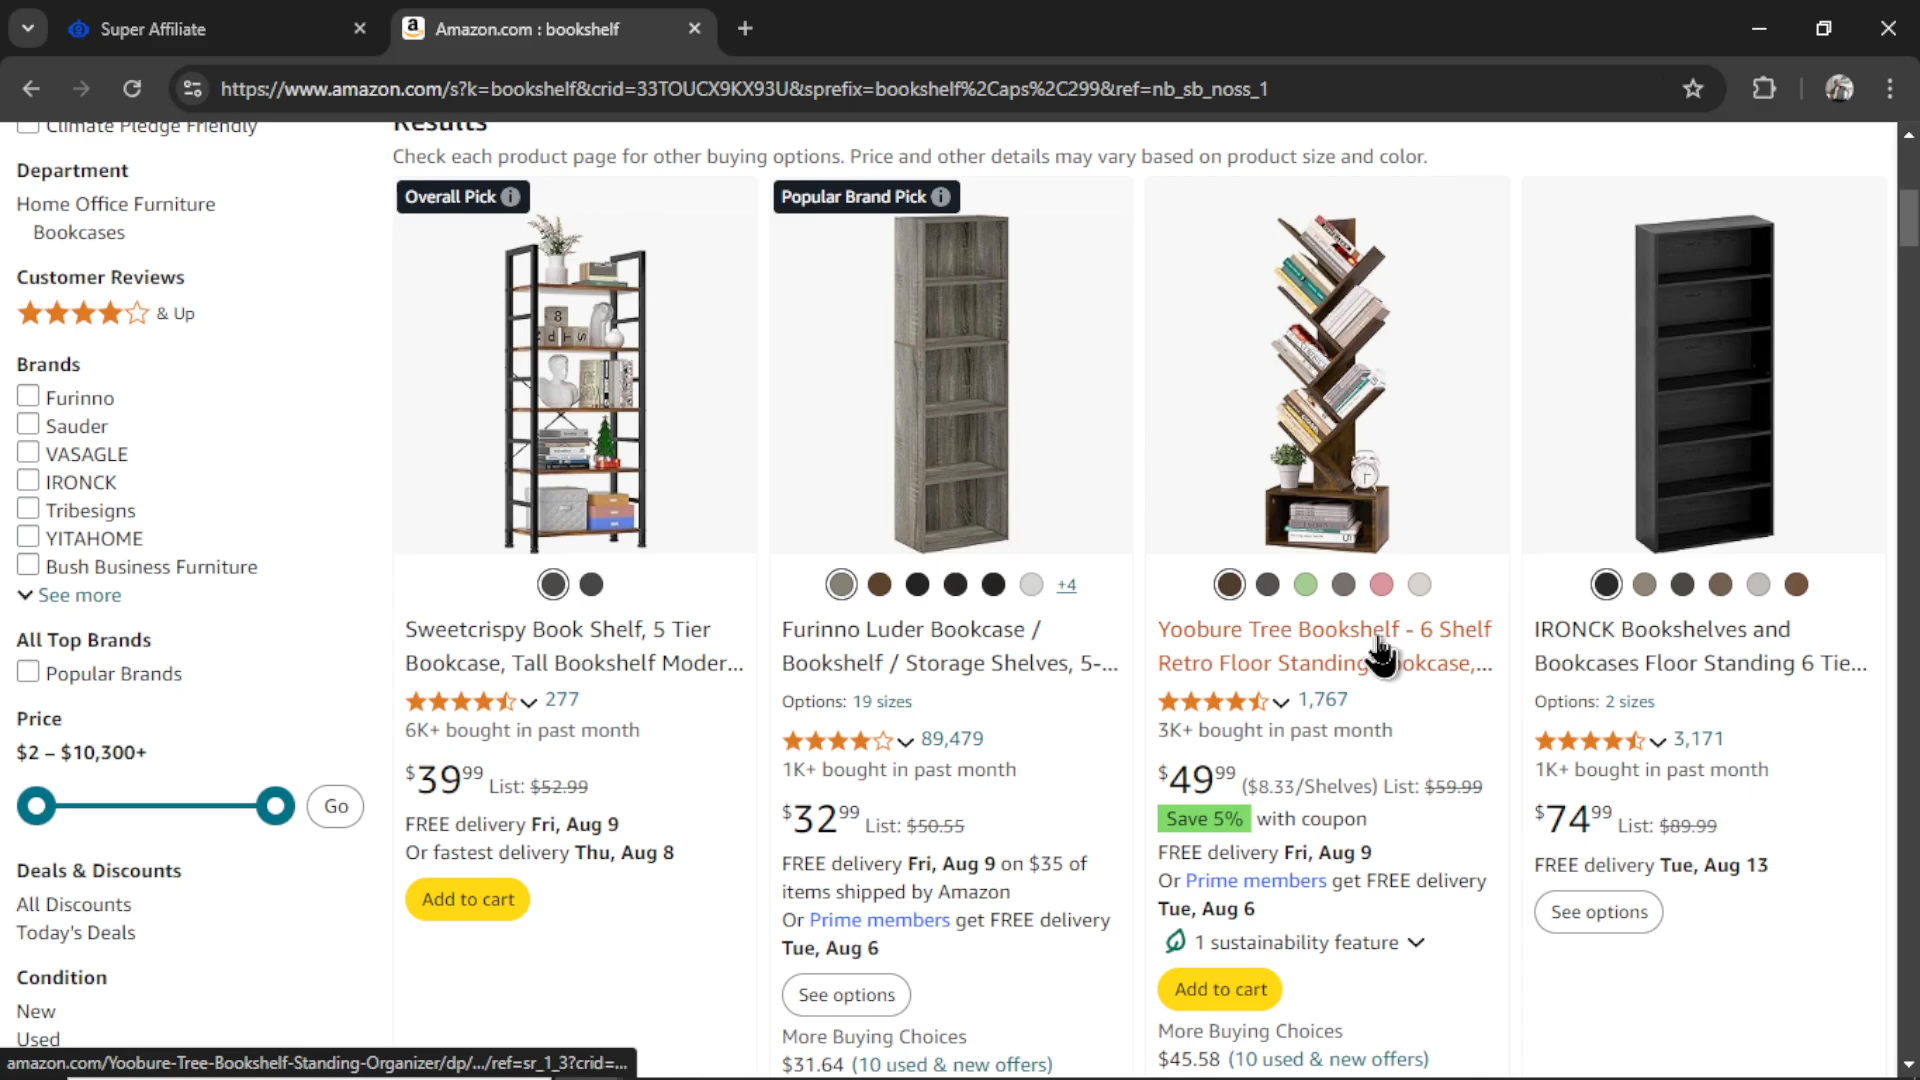 Super Affiliate
Amazon.com : bookshelf
https://www.amazon.com/s?k=bookshelf&crid=33TOUCX9KX93U&sprefix=bookshelf%2Caps%2C299&ref=nb_sb_noss_1
Climate Pledge Friendly
Department
Home Office Furniture
Bookcases
Customer Reviews
& Up
Brands
Furinno
Sauder
VASAGLE
IRONCK
Tribesigns
YITAHOME
Bush Business Furniture
See more
All Top Brands
Popular Brands
Price
$2 – $10,300+
Go
Deals & Discounts
All Discounts
Today's Deals
Condition
New
Used
amazon.com/Yoobure-Tree-Bookshelf-Standing-Organizer/dp/.../ref=sr_1_3?crid=...
Results
Check each product page for other buying options. Price and other details may vary based on product size and color.
Overall Pick
Sweetcrispy Book Shelf, 5 Tier
Bookcase, Tall Bookshelf Moder...
277
6K+ bought in past month
$39.99 List: $52.99
FREE delivery Fri, Aug 9
Or fastest delivery Thu, Aug 8
Add to cart
Popular Brand Pick
+4
Furinno Luder Bookcase /
Bookshelf / Storage Shelves, 5-...
Options: 19 sizes
89,479
1K+ bought in past month
$32.99 List: $50.55
FREE delivery Fri, Aug 9 on $35 of
items shipped by Amazon
Or Prime members get FREE delivery
Tue, Aug 6
See options
More Buying Choices
$31.64 (10 used & new offers)
Yoobure Tree Bookshelf - 6 Shelf
Retro Floor Standing Bookcase,...
1,767
3K+ bought in past month
$49.99 ($8.33/Shelves) List: $59.99
Save 5% with coupon
FREE delivery Fri, Aug 9
Or Prime members get FREE delivery
Tue, Aug 6
1 sustainability feature
Add to cart
More Buying Choices
$45.58 (10 used & new offers)
IRONCK Bookshelves and
Bookcases Floor Standing 6 Tie...
Options: 2 sizes
3,171
1K+ bought in past month
$74.99 List: $89.99
FREE delivery Tue, Aug 13
See options